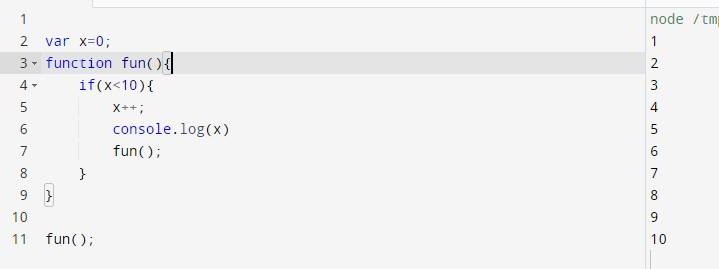 1
2 var x=0;
3 function fun(){
4 if(x<10){
5 x++;
6 console.log(x)
7 fun();
8 }
9 }
10
11 fun();
node /tm
1
2
3
4
5
6
7
8
9
10